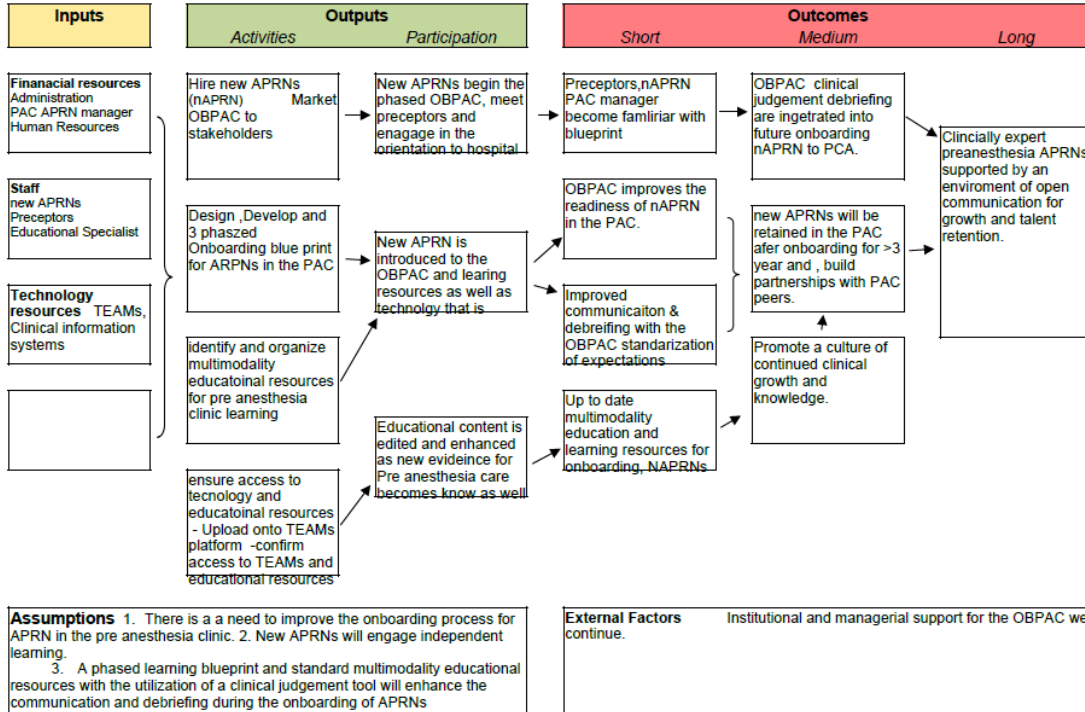 Inputs
Outputs
Activities
Participation
Outcomes
Short
Medium
Long
Finanacial resources
Administration
PAC APRN manager
Human Resources
Staff
new APRNs
Preceptors
Educational Specialist
Technology
resources TEAMs,
Clinical information
systems
Hire new APRNs
(nAPRN) Market
OBPAC to
stakeholders
Design ,Develop and
3 phaszed
Onboarding blue print
for ARPNs in the PAC
identify and organize
multimodality
educatoinal resources
for pre anesthesia
clinic learning
ensure access to
tecnology and
educatoinal resources
- Upload onto TEAMs
platform -confirm
access to TEAMs and
educational resources
New APRNs begin the
phased OBPAC, meet
preceptors and
enagage in the
orientation to hospital
New APRN is
introduced to the
OBPAC and learing
resources as well as
technolgy that is
Educational content is
edited and enhanced
as new evideince for
Pre anesthesia care
becomes know as well
Preceptors,nAPRN
PAC manager
become famliriar with
blueprint
OBPAC improves the
readiness of nAPRN
in the PAC.
Improved
communicaiton &
debreifing with the
OBPAC standarization
of expectations
Up to date
multimodality
education and
learning resources for
onboarding, NAPRNs
OBPAC clinical
judgement debriefing
are ingetrated into
future onboarding
nAPRN to PCA.
new APRNs will be
retained in the PAC
afer onboarding for >3
year and , build
partnerships with PAC
peers.
Promote a culture of
continued clinical
growth and
knowledge.
Clincially expert
preanesthesia APRNs
supported by an
enviroment of open
communication for
growth and talent
retention.
Assumptions 1. There is a a need to improve the onboarding process for
APRN in the pre anesthesia clinic. 2. New APRNs will engage independent
learning.
3. A phased learning blueprint and standard multimodality educational
resources with the utilization of a clinical judgement tool will enhance the
communication and debriefing during the onboarding of APRNs
External Factors Institutional and managerial support for the OBPAC we
continue.